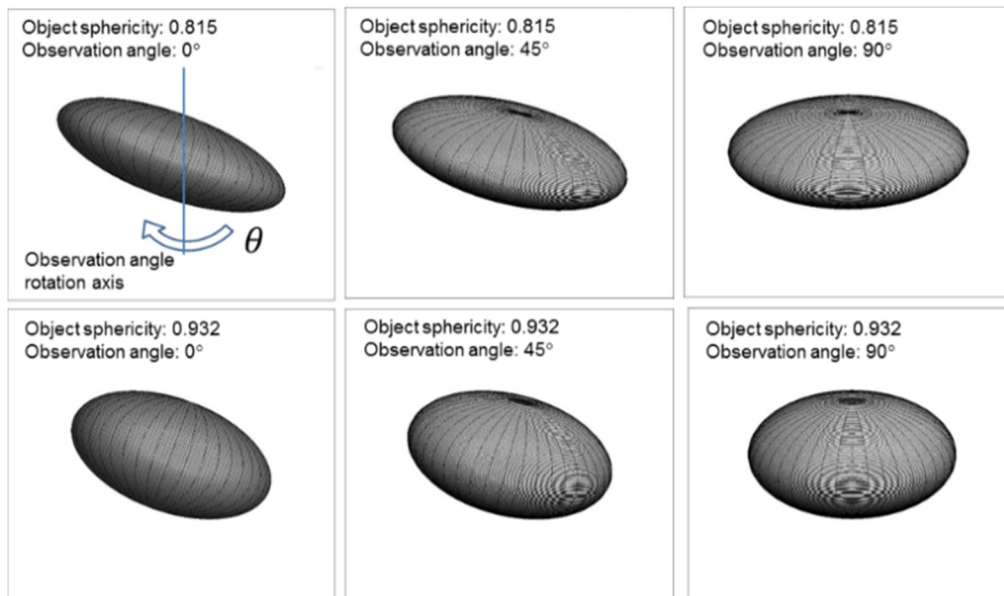 Object sphericity: 0.815
Observation angle: 0°
θ
Observation angle
rotation axis
Object sphericity: 0.815
Observation angle: 45°
Object sphericity: 0.815
Observation angle: 90°
Object sphericity: 0.932
Observation angle: 0°
Object sphericity: 0.932
Observation angle: 45°
Object sphericity: 0.932
Observation angle: 90°